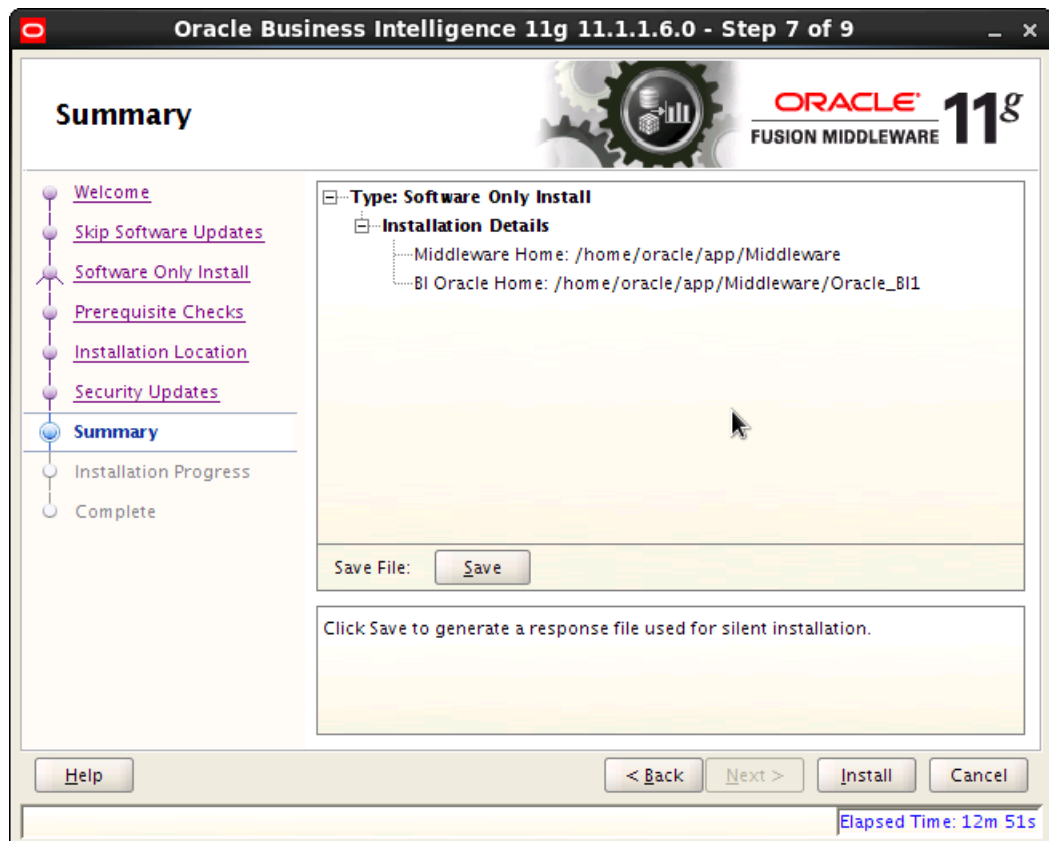 Oracle Business Intelligence 11g 11.1.1.6.0 - Step 7 of 9
Summary
ORACLE
FUSION MIDDLEWARE
11g
Welcome
Skip Software Updates
Software Only Install
Prerequisite Checks
Installation Location
Security Updates
Summary
Installation Progress
Complete
Type: Software Only Install
Installation Details
Middleware Home: /home/oracle/app/Middleware
BI Oracle Home: /home/oracle/app/Middleware/Oracle_BI1
Save File: Save
Click Save to generate a response file used for silent installation.
Help < Back Next > Install Cancel
Elapsed Time: 12m 51s